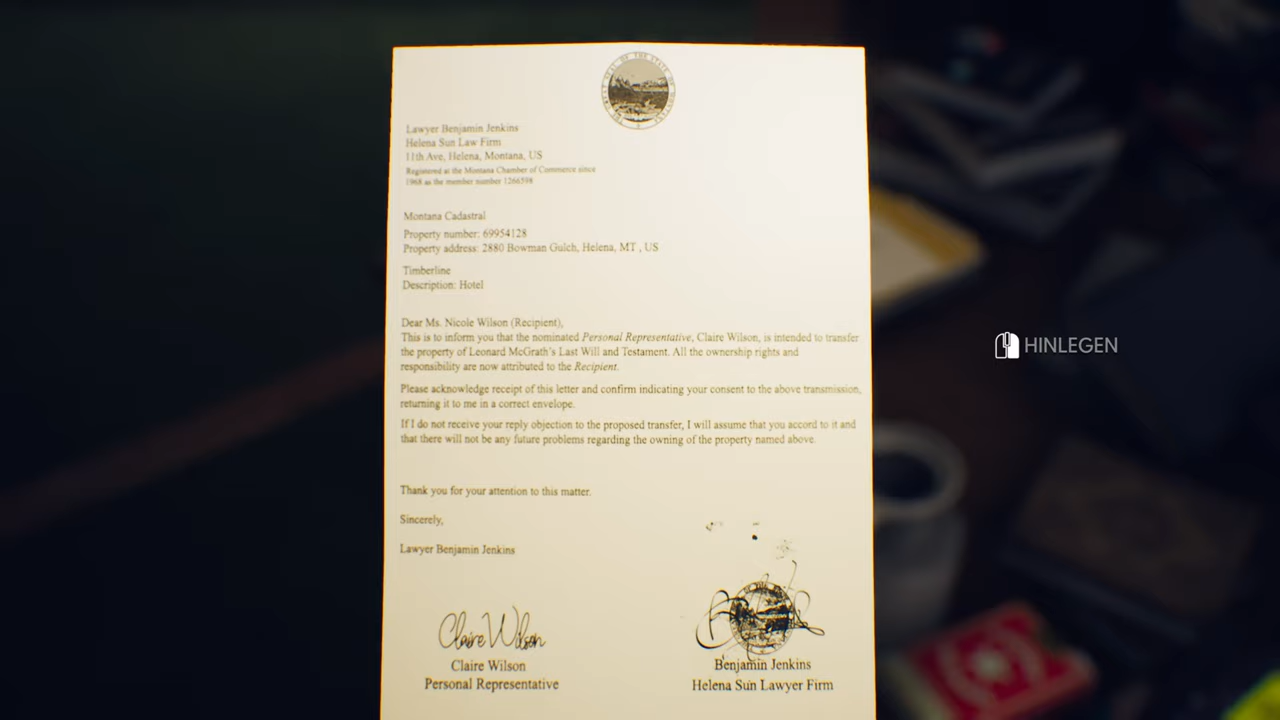 Lawyer Benjamin Jenkins
Helena Sun Law Firm
11th Ave, Helena, Montana, US
Registered at the Montana Chamber of Commerce since
1968 as the member number 1266598
Montana Cadastral
Property number: 69954128
Property address: 2880 Bowman Gulch, Helena, MT , US
Timberline
Description: Hotel
Dear Ms. Nicole Wilson (Recipient),
This is to inform you that the nominated Personal Representative, Claire Wilson, is intended to transfer
the property of Leonard McGrath's Last Will and Testament. All the ownership rights and
responsibility are now attributed to the Recipient.
Please acknowledge receipt of this letter and confirm indicating your consent to the above transmission,
returning it to me in a correct envelope.
If I do not receive your reply objection to the proposed transfer, I will assume that you accord to it and
that there will not be any future problems regarding the owning of the property named above.
Thank you for your attention to this matter.
Sincerely,
Lawyer Benjamin Jenkins
Claire Wilson
Claire Wilson
Personal Representative
Benjamin Jenkins
Helena Sun Lawyer Firm
HINLEGEN